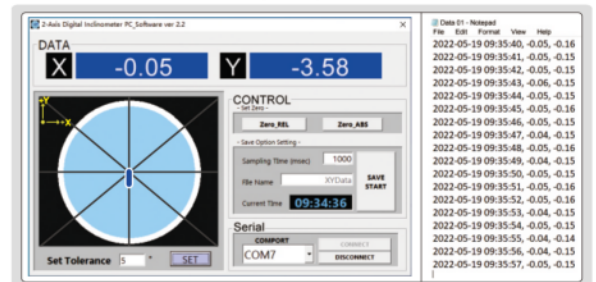 2-Axis Digital Inclinometer PC_Software ver 2.2
DATA
X -0.05 Y -3.58
+Y
+X
CONTROL
- Set Zero -
Zero_REL Zero_ABS
- Save Option Setting -
Sampling Time (msec) 1000
File Name XYData
SAVE START
Current Time 09:34:36
Serial
COMPORT
COM7
CONNECT
DISCONNECT
Set Tolerance 5 ° SET
Data 01 - Notepad
File Edit Format View Help
2022-05-19 09:35:40, -0.05, -0.16
2022-05-19 09:35:41, -0.05, -0.15
2022-05-19 09:35:42, -0.05, -0.15
2022-05-19 09:35:43, -0.06, -0.15
2022-05-19 09:35:44, -0.05, -0.15
2022-05-19 09:35:45, -0.05, -0.16
2022-05-19 09:35:46, -0.05, -0.15
2022-05-19 09:35:47, -0.04, -0.15
2022-05-19 09:35:48, -0.05, -0.16
2022-05-19 09:35:49, -0.04, -0.15
2022-05-19 09:35:50, -0.05, -0.15
2022-05-19 09:35:51, -0.05, -0.16
2022-05-19 09:35:52, -0.05, -0.16
2022-05-19 09:35:53, -0.04, -0.15
2022-05-19 09:35:54, -0.05, -0.15
2022-05-19 09:35:55, -0.04, -0.14
2022-05-19 09:35:56, -0.04, -0.15
2022-05-19 09:35:57, -0.05, -0.15